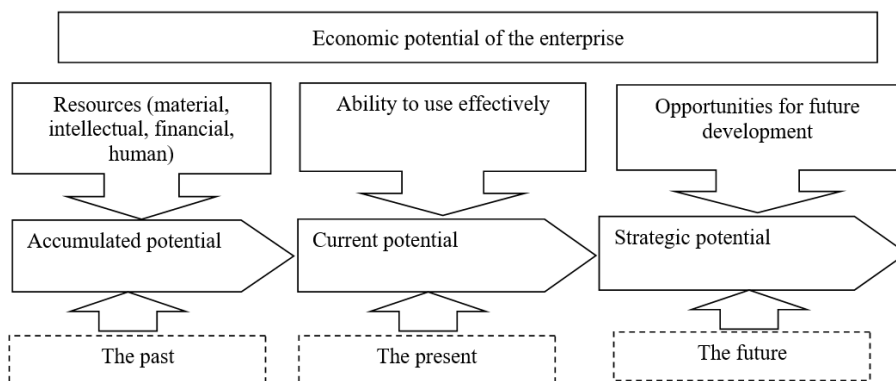 Economic potential of the enterprise
Resources (material,
intellectual, financial,
human)
Ability to use effectively
Opportunities for future
development
Accumulated potential
Current potential
Strategic potential
The past
The present
The future